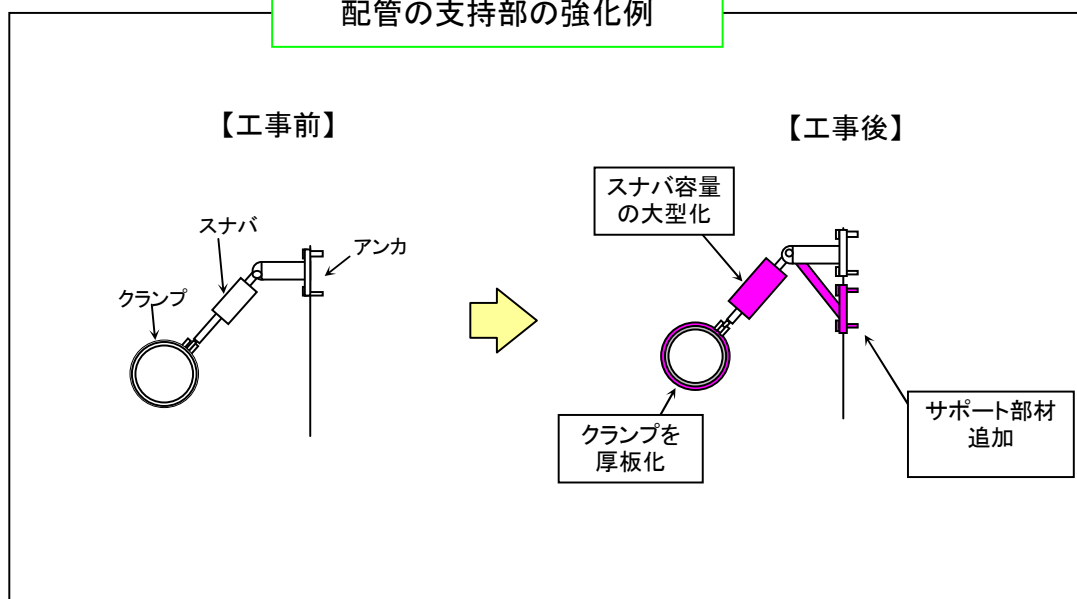 配管の支持部の強化例
【工事前】
スナバ
アンカ
クランプ
【工事後】
スナバ容量
の大型化
クランプを
厚板化
サポート部材
追加